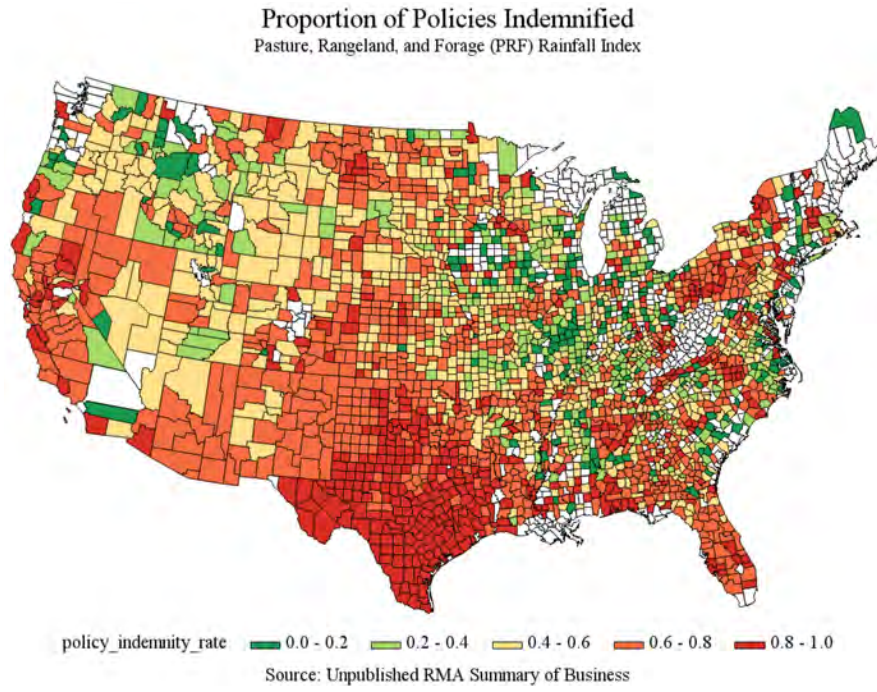 Proportion of Policies Indemnified
Pasture, Rangeland, and Forage (PRF) Rainfall Index
policy_indemnity_rate 0.0 - 0.2 0.2 - 0.4 0.4 - 0.6 0.6 - 0.8 0.8 - 1.0
Source: Unpublished RMA Summary of Business